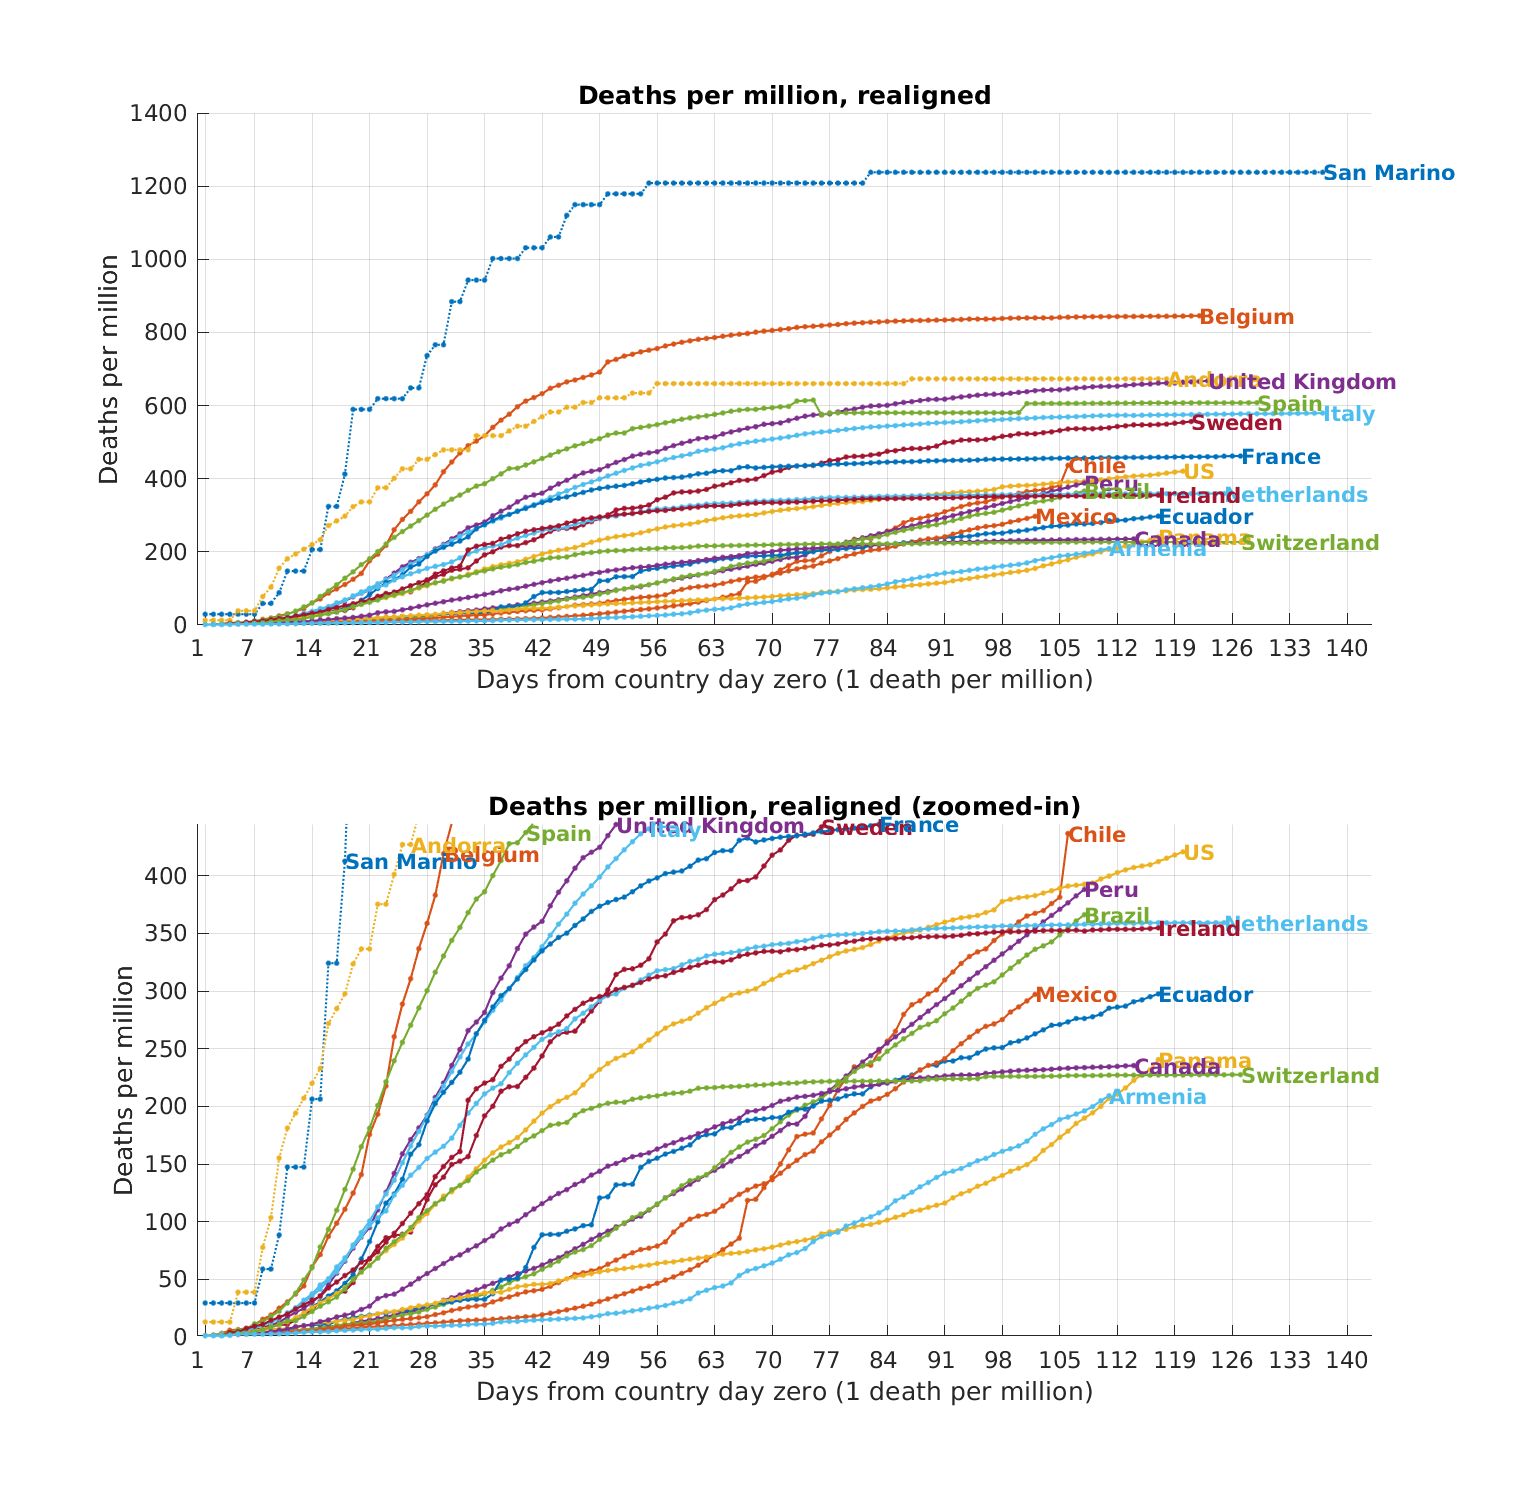 Deaths per million, realigned
1400
1200
1000
800
600
400
200
0
Deaths per million
San Marino
Belgium
Andorra
United Kingdom
Spain
Italy
Sweden
France
Chile
US
Peru
Brazil
Netherlands
Ireland
Mexico
Ecuador
Panama
Canada
Switzerland
Armenia
1 7 14 21 28 35 42 49 56 63 70 77 84 91 98 105 112 119 126 133 140
Days from country day zero (1 death per million)
Deaths per million, realigned (zoomed-in)
400
350
300
250
200
150
100
50
0
Deaths per million
San Marino
Andorra
Belgium
Spain
United Kingdom
Italy
Sweden
France
Chile
US
Peru
Brazil
Netherlands
Ireland
Mexico
Ecuador
Panama
Canada
Switzerland
Armenia
1 7 14 21 28 35 42 49 56 63 70 77 84 91 98 105 112 119 126 133 140
Days from country day zero (1 death per million)